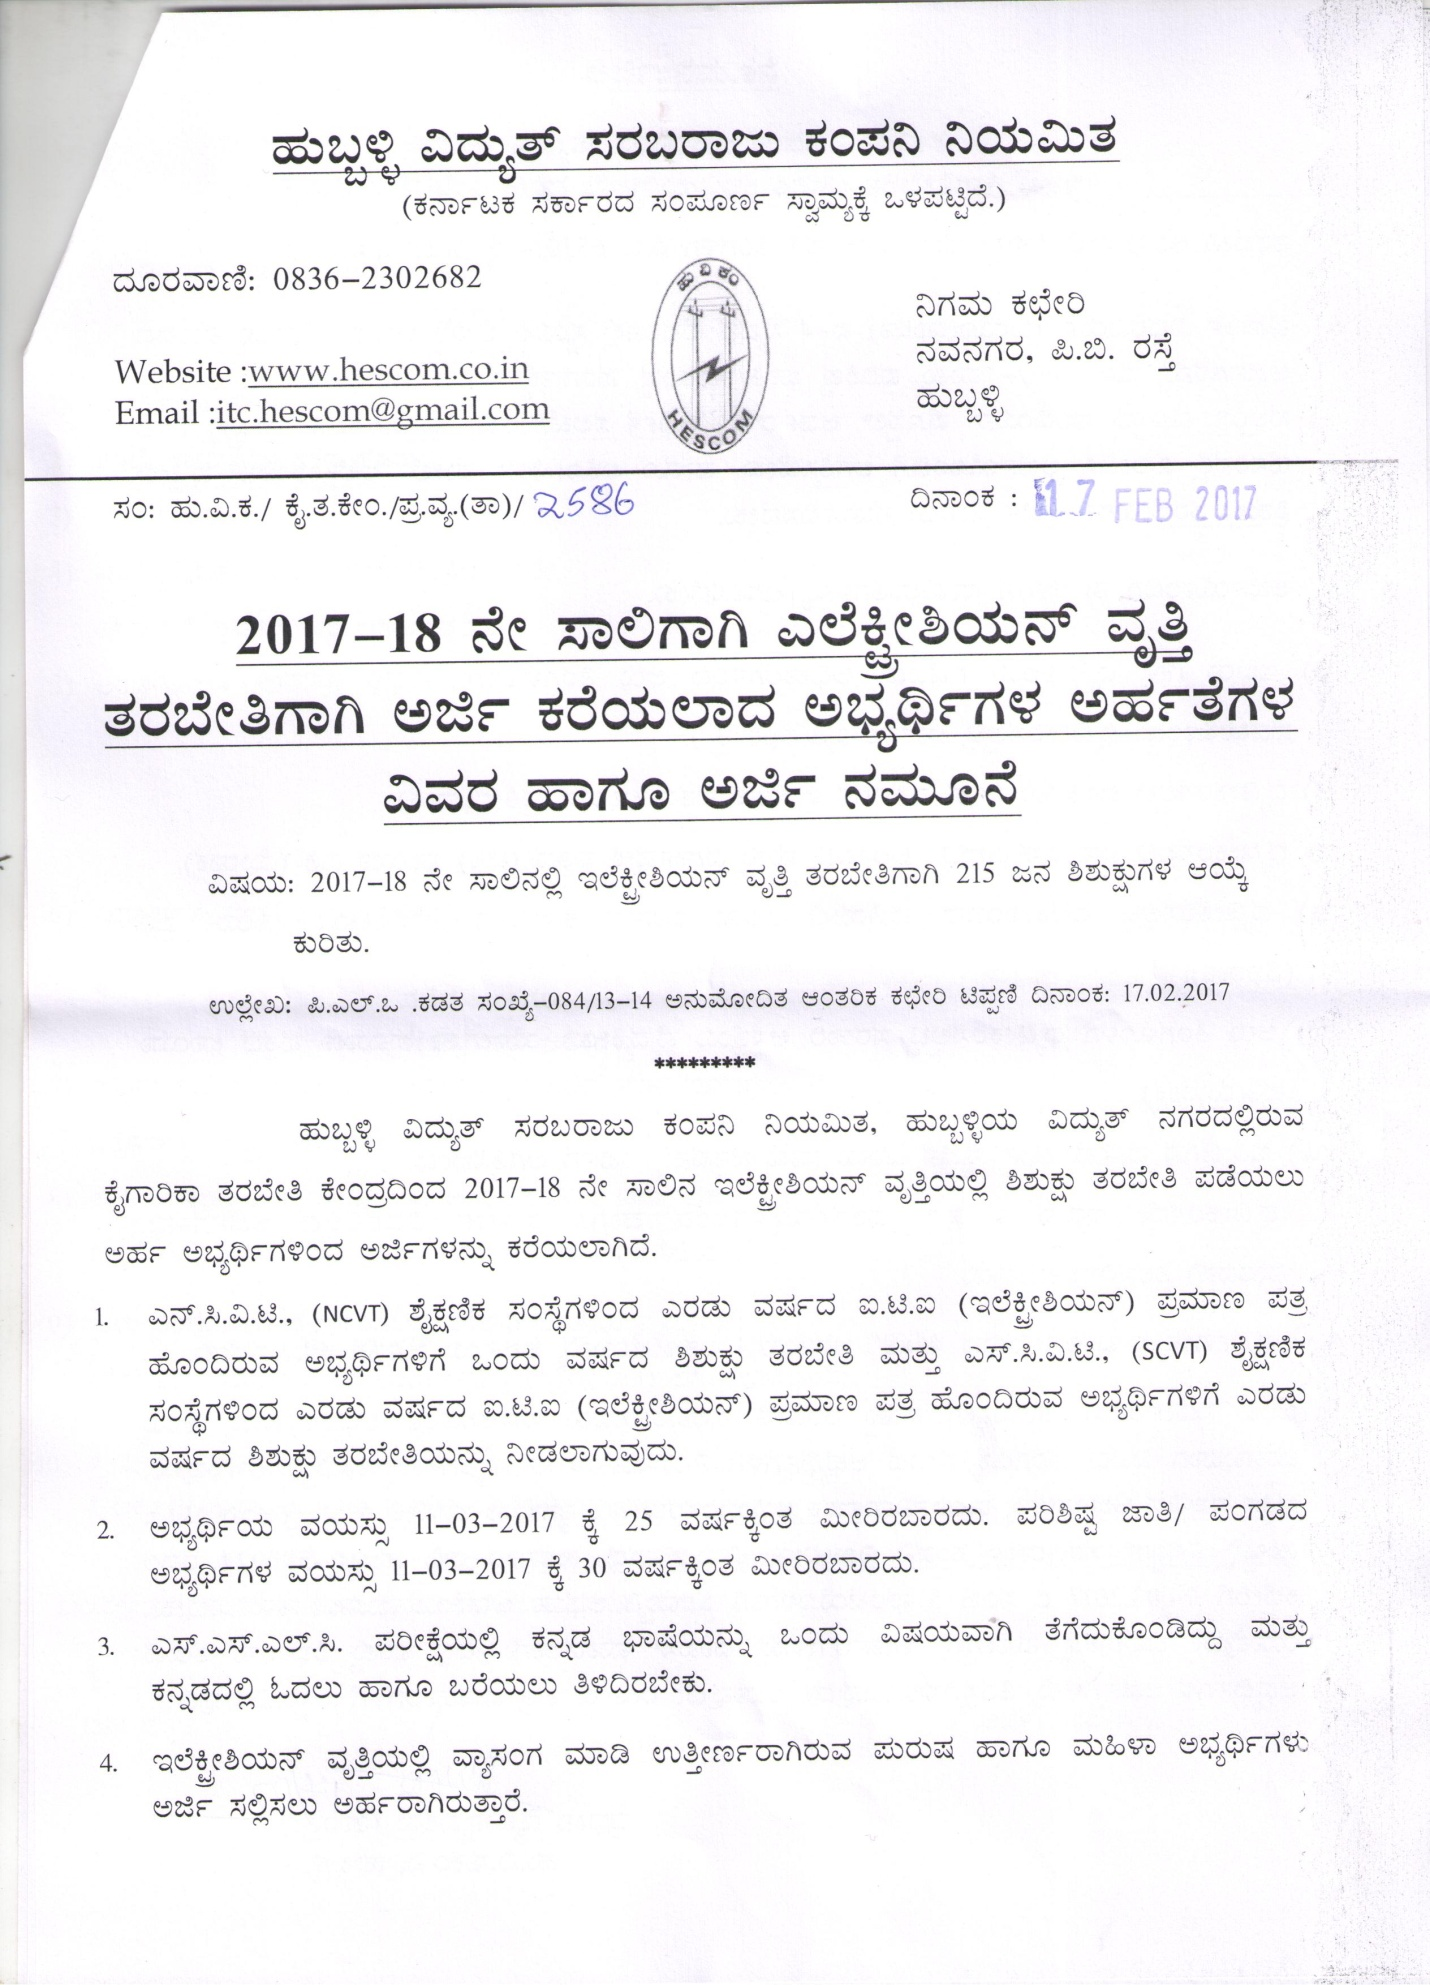 ಹುಬ್ಬಳ್ಳಿ ವಿದ್ಯುತ್ ಸರಬರಾಜು ಕಂಪನಿ ನಿಯಮಿತ
(ಕರ್ನಾಟಕ ಸರ್ಕಾರದ ಸಂಪೂರ್ಣ ಸ್ವಾಮ್ಯಕ್ಕೆ ಒಳಪಟ್ಟಿದೆ.)
ದೂರವಾಣಿ: 0836–2302682
Website :www.hescom.co.in
Email :itc.hescom@gmail.com
ಹು ವಿ ಕಂ
HESCOM
ನಿಗಮ ಕಛೇರಿ
ನವನಗರ, ಪಿ.ಬಿ. ರಸ್ತೆ
ಹುಬ್ಬಳ್ಳಿ
ಸಂ: ಹು.ವಿ.ಕ./ ಕೈ.ತ.ಕೇಂ./ಪ್ರ.ವ್ಯ.(ತಾ)/ 2586
ದಿನಾಂಕ : 17 FEB 2017
2017–18 ನೇ ಸಾಲಿಗಾಗಿ ಎಲೆಕ್ಟ್ರೀಶಿಯನ್ ವೃತ್ತಿ
ತರಬೇತಿಗಾಗಿ ಅರ್ಜಿ ಕರೆಯಲಾದ ಅಭ್ಯರ್ಥಿಗಳ ಅರ್ಹತೆಗಳ
ವಿವರ ಹಾಗೂ ಅರ್ಜಿ ನಮೂನೆ
ವಿಷಯ: 2017–18 ನೇ ಸಾಲಿನಲ್ಲಿ ಇಲೆಕ್ಟ್ರೀಶಿಯನ್ ವೃತ್ತಿ ತರಬೇತಿಗಾಗಿ 215 ಜನ ಶಿಶುಕ್ಷುಗಳ ಆಯ್ಕೆ
ಕುರಿತು.
ಉಲ್ಲೇಖ: ಪಿ.ಎಲ್.ಒ .ಕಡತ ಸಂಖ್ಯೆ–084/13–14 ಅನುಮೋದಿತ ಆಂತರಿಕ ಕಛೇರಿ ಟಿಪ್ಪಣಿ ದಿನಾಂಕ: 17.02.2017
*********
ಹುಬ್ಬಳ್ಳಿ ವಿದ್ಯುತ್ ಸರಬರಾಜು ಕಂಪನಿ ನಿಯಮಿತ, ಹುಬ್ಬಳ್ಳಿಯ ವಿದ್ಯುತ್ ನಗರದಲ್ಲಿರುವ
ಕೈಗಾರಿಕಾ ತರಬೇತಿ ಕೇಂದ್ರದಿಂದ 2017–18 ನೇ ಸಾಲಿನ ಇಲೆಕ್ಟ್ರೀಶಿಯನ್ ವೃತ್ತಿಯಲ್ಲಿ ಶಿಶುಕ್ಷು ತರಬೇತಿ ಪಡೆಯಲು
ಅರ್ಹ ಅಭ್ಯರ್ಥಿಗಳಿಂದ ಅರ್ಜಿಗಳನ್ನು ಕರೆಯಲಾಗಿದೆ.
1. ಎನ್.ಸಿ.ವಿ.ಟಿ., (NCVT) ಶೈಕ್ಷಣಿಕ ಸಂಸ್ಥೆಗಳಿಂದ ಎರಡು ವರ್ಷದ ಐ.ಟಿ.ಐ (ಇಲೆಕ್ಟ್ರೀಶಿಯನ್) ಪ್ರಮಾಣ ಪತ್ರ
ಹೊಂದಿರುವ ಅಭ್ಯರ್ಥಿಗಳಿಗೆ ಒಂದು ವರ್ಷದ ಶಿಶುಕ್ಷು ತರಬೇತಿ ಮತ್ತು ಎಸ್.ಸಿ.ವಿ.ಟಿ., (SCVT) ಶೈಕ್ಷಣಿಕ
ಸಂಸ್ಥೆಗಳಿಂದ ಎರಡು ವರ್ಷದ ಐ.ಟಿ.ಐ (ಇಲೆಕ್ಟ್ರೀಶಿಯನ್) ಪ್ರಮಾಣ ಪತ್ರ ಹೊಂದಿರುವ ಅಭ್ಯರ್ಥಿಗಳಿಗೆ ಎರಡು
ವರ್ಷದ ಶಿಶುಕ್ಷು ತರಬೇತಿಯನ್ನು ನೀಡಲಾಗುವುದು.
2. ಅಭ್ಯರ್ಥಿಯ ವಯಸ್ಸು 11–03–2017 ಕ್ಕೆ 25 ವರ್ಷಕ್ಕಿಂತ ಮೀರಿರಬಾರದು. ಪರಿಶಿಷ್ಟ ಜಾತಿ/ ಪಂಗಡದ
ಅಭ್ಯರ್ಥಿಗಳ ವಯಸ್ಸು 11–03–2017 ಕ್ಕೆ 30 ವರ್ಷಕ್ಕಿಂತ ಮೀರಿರಬಾರದು.
3. ಎಸ್.ಎಸ್.ಎಲ್.ಸಿ. ಪರೀಕ್ಷೆಯಲ್ಲಿ ಕನ್ನಡ ಭಾಷೆಯನ್ನು ಒಂದು ವಿಷಯವಾಗಿ ತೆಗೆದುಕೊಂಡಿದ್ದು ಮತ್ತು
ಕನ್ನಡದಲ್ಲಿ ಓದಲು ಹಾಗೂ ಬರೆಯಲು ತಿಳಿದಿರಬೇಕು.
4. ಇಲೆಕ್ಟ್ರೀಶಿಯನ್ ವೃತ್ತಿಯಲ್ಲಿ ವ್ಯಾಸಂಗ ಮಾಡಿ ಉತ್ತೀರ್ಣರಾಗಿರುವ ಪುರುಷ ಹಾಗೂ ಮಹಿಳಾ ಅಭ್ಯರ್ಥಿಗಳು
ಅರ್ಜಿ ಸಲ್ಲಿಸಲು ಅರ್ಹರಾಗಿರುತ್ತಾರೆ.